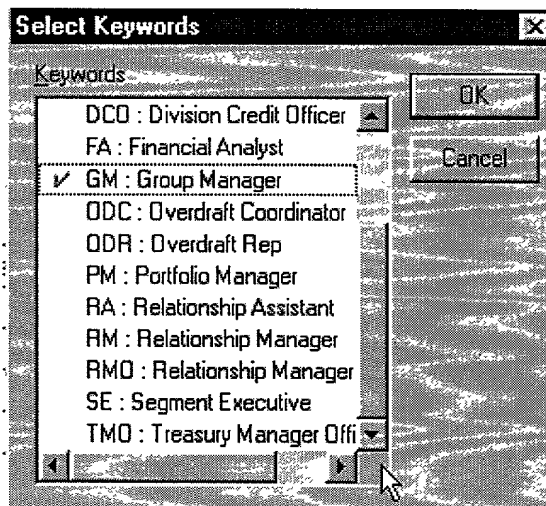 Select Keywords
Keywords
OK
Cancel
DCO : Division Credit Officer
FA : Financial Analyst
GM : Group Manager
ODC : Overdraft Coordinator
ODR : Overdraft Rep
PM : Portfolio Manager
RA : Relationship Assistant
RM : Relationship Manager
RMO : Relationship Manager
SE : Segment Executive
TMO : Treasury Manager Offi